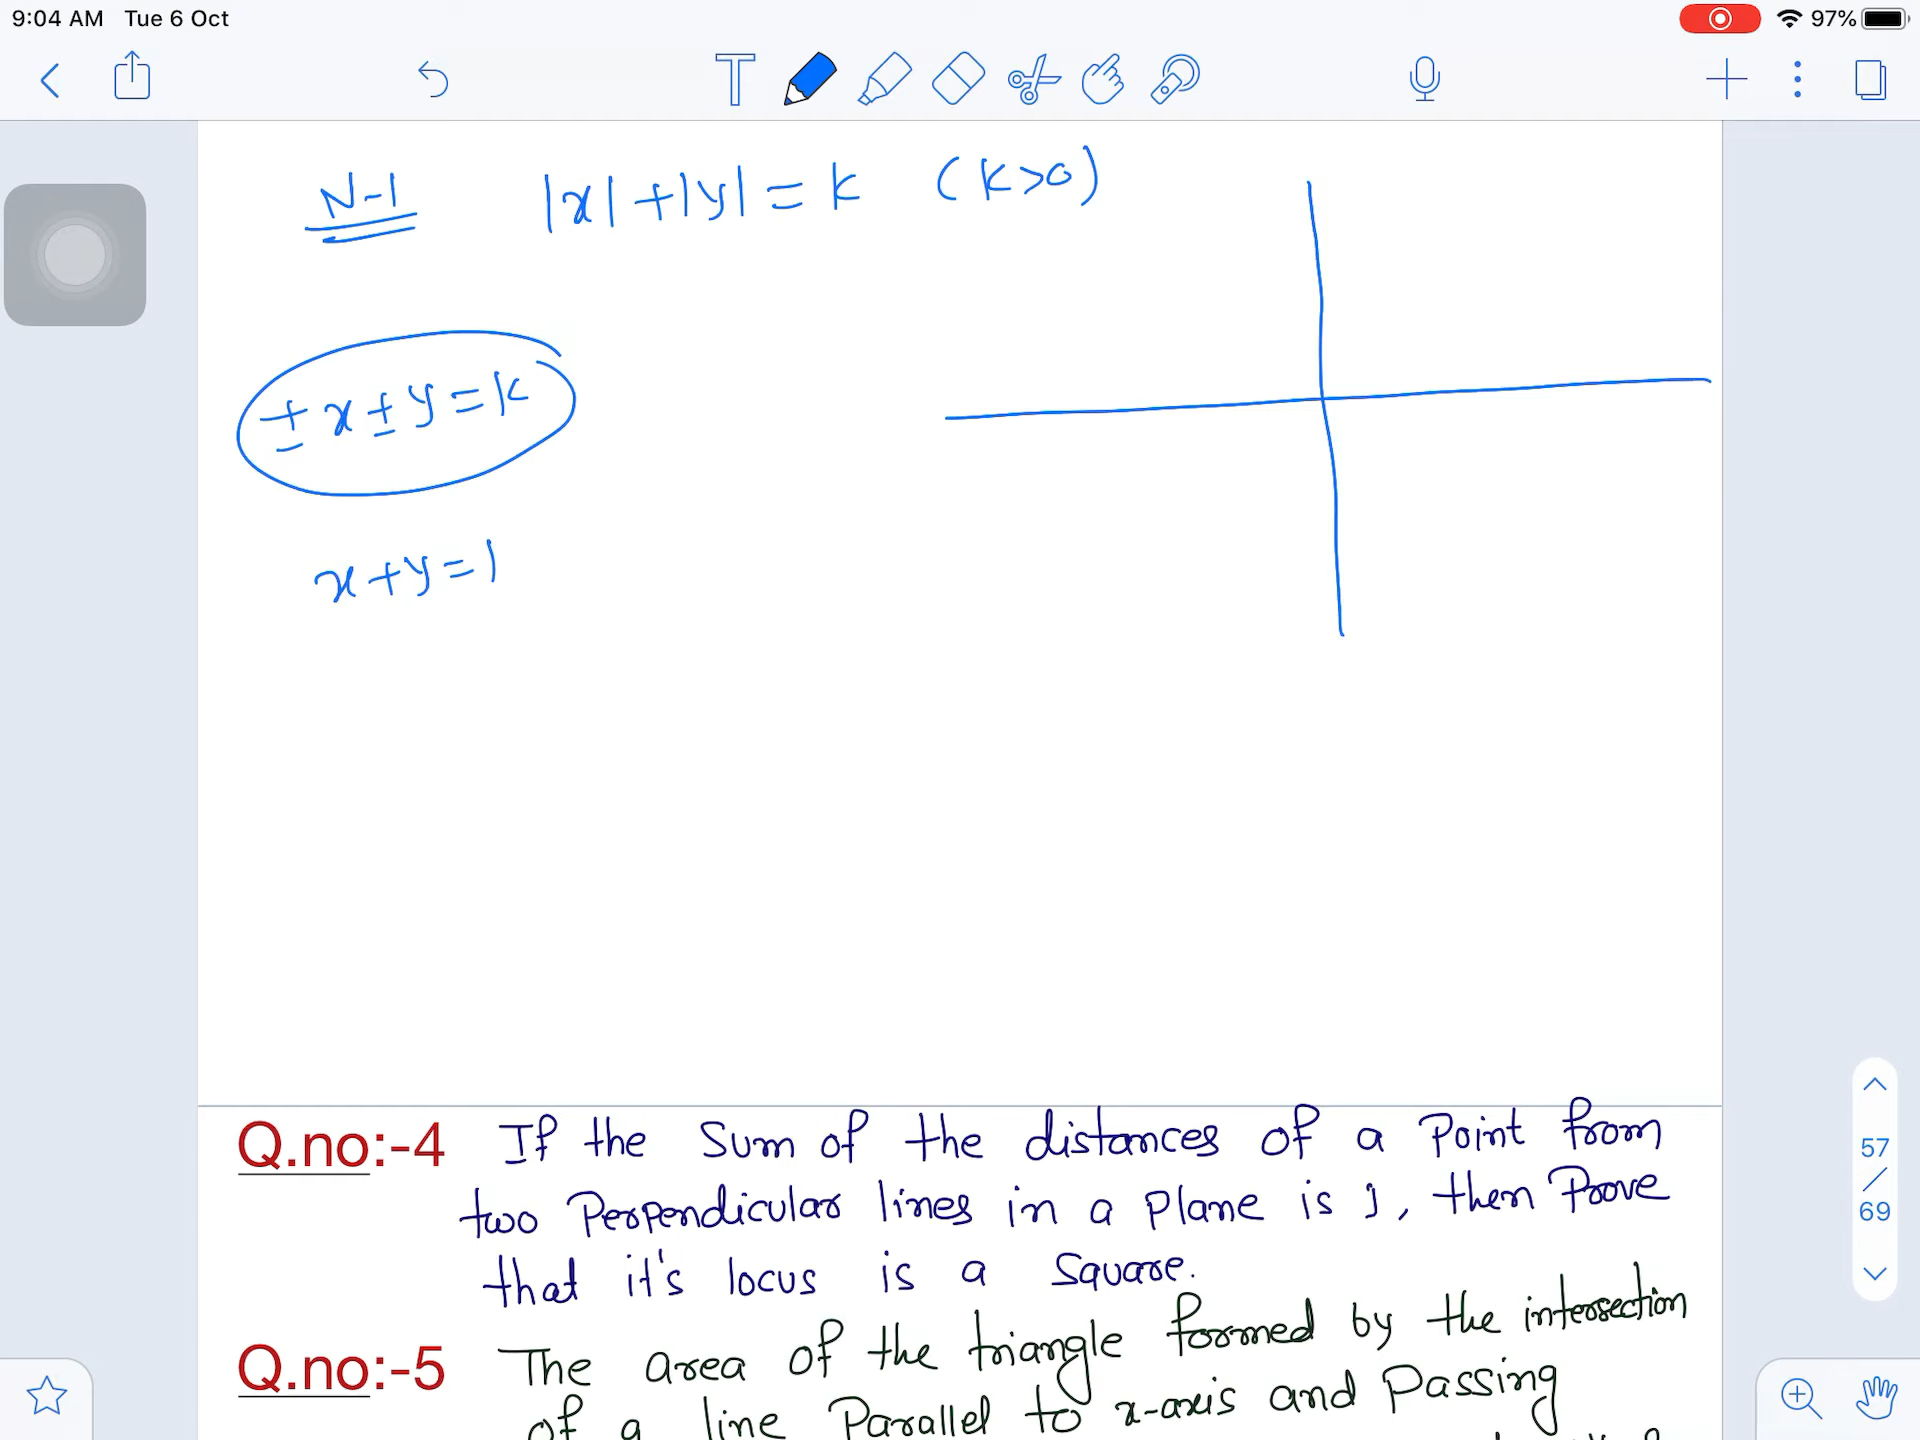 9:04 AM Tue 6 Oct 97%
T
N-1 |x| + |y| = k (k>0)
± x ± y = k
x + y = 1
Q.no:-4 If the sum of the distances of a point from
two Perpendicular lines in a plane is 1, then Prove
that it's locus is a square.
Q.no:-5 The area of the triangle formed by the intersection
of a line Parallel to x-axis and Passing
57
/
69